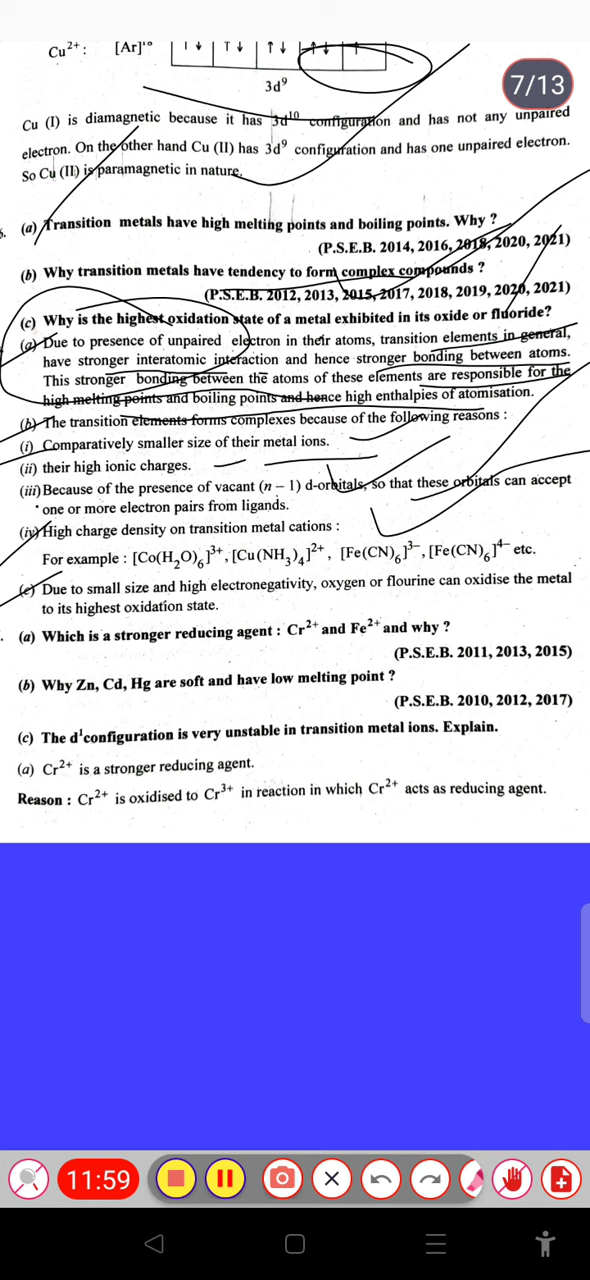 Cu²⁺ : [Ar]¹⁸
3d⁹
7/13
Cu (I) is diamagnetic because it has 3d¹⁰ configuration and has not any unpaired
electron. On the other hand Cu (II) has 3d⁹ configuration and has one unpaired electron.
So Cu (II) is paramagnetic in nature.
(a) Transition metals have high melting points and boiling points. Why ?
(P.S.E.B. 2014, 2016, 2018, 2020, 2021)
(b) Why transition metals have tendency to form complex compounds ?
(P.S.E.B. 2012, 2013, 2015, 2017, 2018, 2019, 2020, 2021)
(c) Why is the highest oxidation state of a metal exhibited in its oxide or fluoride?
(a) Due to presence of unpaired electron in their atoms, transition elements in general,
have stronger interatomic interaction and hence stronger bonding between atoms.
This stronger bonding between the atoms of these elements are responsible for the
high melting points and boiling points and hence high enthalpies of atomisation.
(b) The transition elements forms complexes because of the following reasons :
(i) Comparatively smaller size of their metal ions.
(ii) their high ionic charges.
(iii) Because of the presence of vacant (n – 1) d-orbitals, so that these orbitals can accept
one or more electron pairs from ligands.
(iv) High charge density on transition metal cations :
For example : [Co(H₂O)₆]³⁺, [Cu(NH₃)₄]²⁺, [Fe(CN)₆]³⁻, [Fe(CN)₆]⁴⁻ etc.
(c) Due to small size and high electronegativity, oxygen or flourine can oxidise the metal
to its highest oxidation state.
(a) Which is a stronger reducing agent : Cr²⁺ and Fe²⁺ and why ?
(P.S.E.B. 2011, 2013, 2015)
(b) Why Zn, Cd, Hg are soft and have low melting point ?
(P.S.E.B. 2010, 2012, 2017)
(c) The d¹configuration is very unstable in transition metal ions. Explain.
(a) Cr²⁺ is a stronger reducing agent.
Reason : Cr²⁺ is oxidised to Cr³⁺ in reaction in which Cr²⁺ acts as reducing agent.
11:59